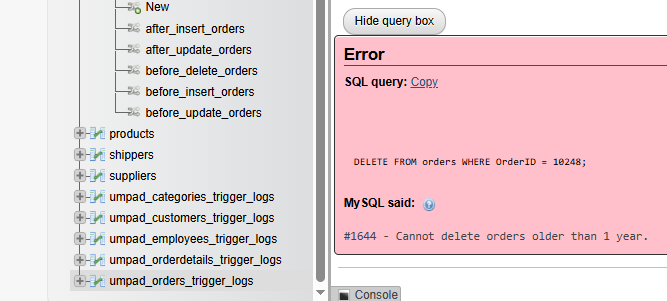 New
after_insert_orders
after_update_orders
before_delete_orders
before_insert_orders
before_update_orders
products
shippers
suppliers
umpad_categories_trigger_logs
umpad_customers_trigger_logs
umpad_employees_trigger_logs
umpad_orderdetails_trigger_logs
umpad_orders_trigger_logs
Hide query box
Error
SQL query: Copy
DELETE FROM orders WHERE OrderID = 10248;
MySQL said:
#1644 - Cannot delete orders older than 1 year.
Console